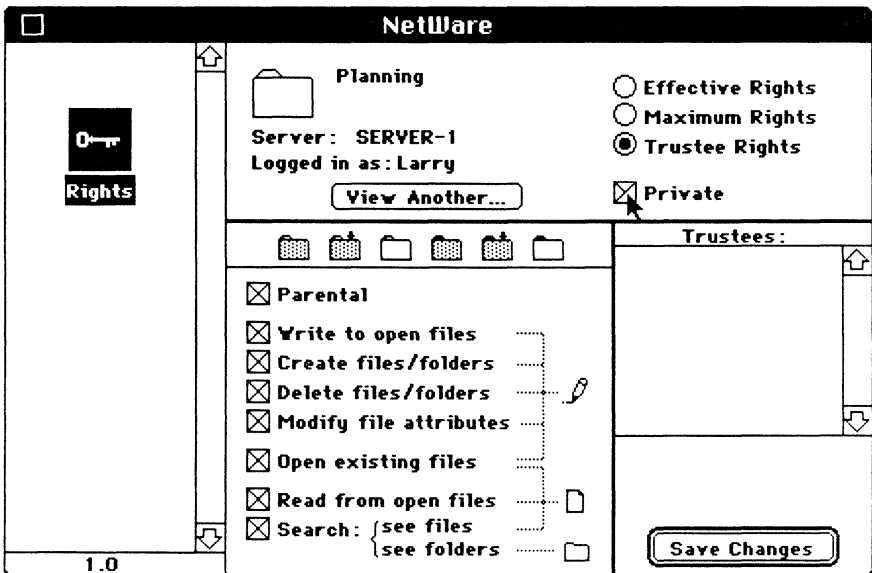 NetWare
Rights
1.0
Planning
Server: SERVER-1
Logged in as: Larry
View Another...
Effective Rights
Maximum Rights
Trustee Rights
Private
Parental
Write to open files
Create files/folders
Delete files/folders
Modify file attributes
Open existing files
Read from open files
Search: see files
see folders
Trustees:
Save Changes